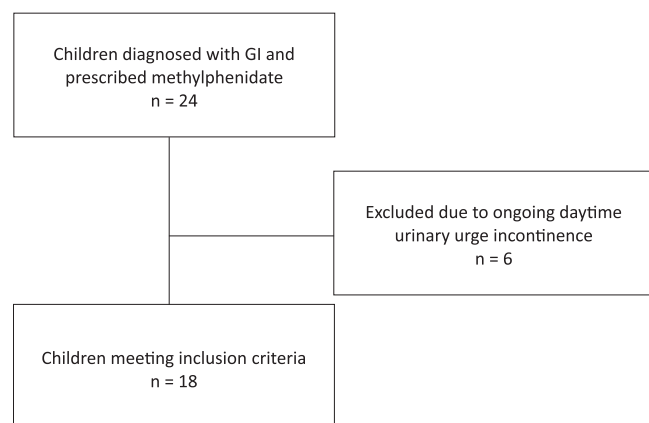 Children diagnosed with GI and
prescribed methylphenidate
n = 24
Excluded due to ongoing daytime
urinary urge incontinence
n = 6
Children meeting inclusion criteria
n = 18